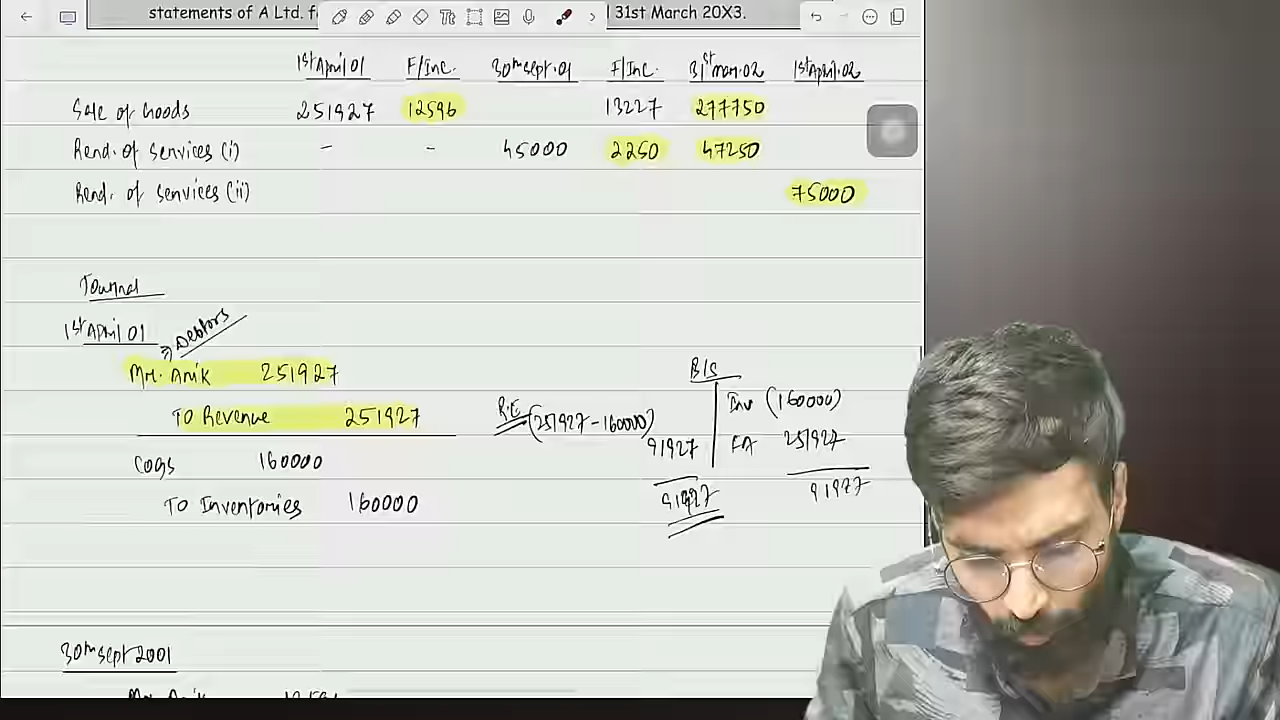 statements of A Ltd. f
31st March 20X3.
1st April 01 F/Inc. 30th sept. 01 F/Inc. 31st mar. 02 1st April. 02
Sale of Goods 251927 12596 13227 277750
Rend. of Services (i) - - 45000 2250 47250
Rend. of Services (ii) 75000
Journal
1st April 01
Debtors
Mr. Anik 251927
To Revenue 251927
Cogs 160000
To Inventories 160000
B/S
R.E (251927-160000) Inv (160000)
91927 FA 251927
91927 91927
30th Sept 2001